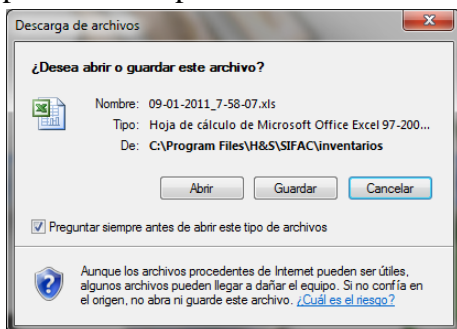 Descarga de archivos
¿Desea abrir o guardar este archivo?
Nombre: 09-01-2011_7-58-07.xls
Tipo: Hoja de cálculo de Microsoft Office Excel 97-200...
De: C:\Program Files\H&S\SIFAC\inventarios
Abrir Guardar Cancelar
Preguntar siempre antes de abrir este tipo de archivos
Aunque los archivos procedentes de Internet pueden ser útiles,
algunos archivos pueden llegar a dañar el equipo. Si no confía en
el origen, no abra ni guarde este archivo. ¿Cuál es el riesgo?